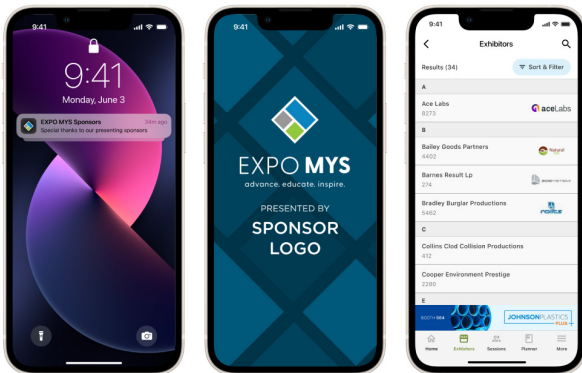 9:41
9:41
Monday, June 3
EXPO MYS Sponsors
34m ago
Special thanks to our presenting sponsors
9:41
EXPO MYS
advance. educate. inspire.
PRESENTED BY
SPONSOR
LOGO
9:41
Exhibitors
Results (34)
Sort & Filter
A
Ace Labs
8273
aceLabs
B
Bailey Goods Partners
4402
Natural
Barnes Result Lp
274
Bradley Burglar Productions
5462
C
Collins Clod Collision Productions
412
Cooper Environment Prestige
2290
E
BOOTH 564
JOHNSONPLASTICS
PLUS+
Home
Exhibitors
Sessions
Planner
More